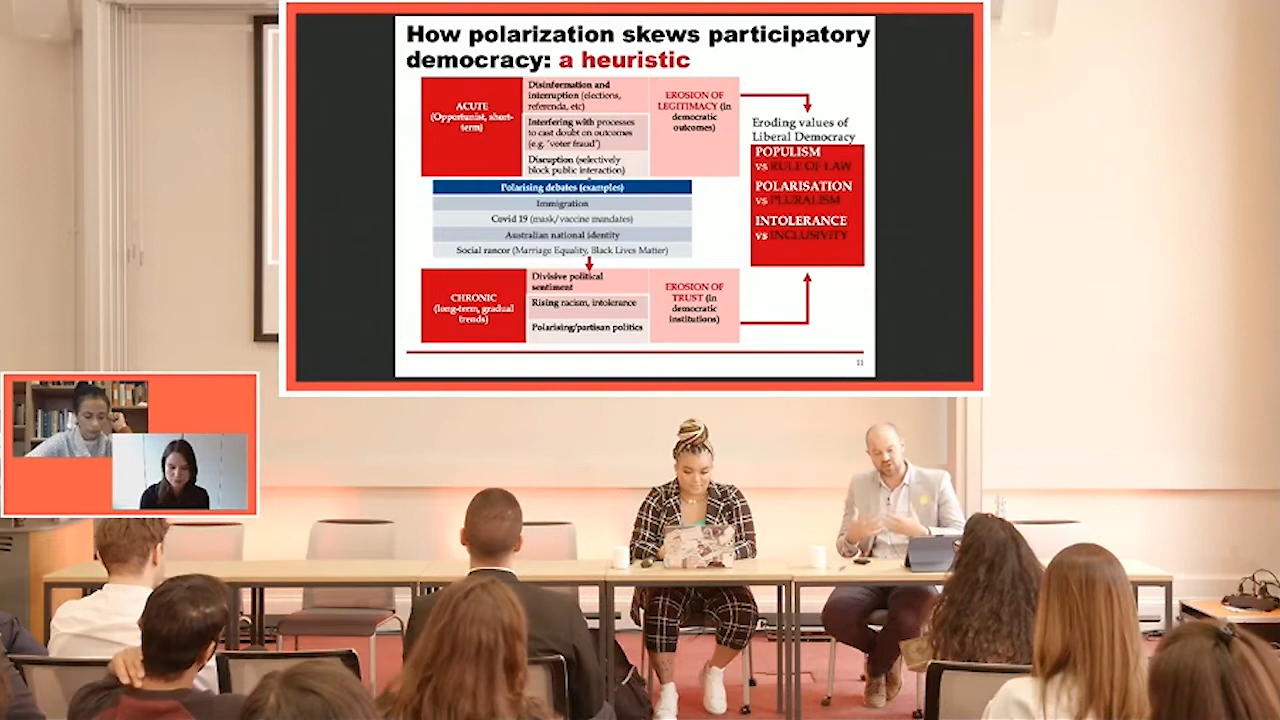 How polarization skews participatory
democracy: a heuristic
ACUTE
(Opportunist, short-
term)
Disinformation and
interruption (elections,
referenda, etc)
Interfering with processes
to cast doubt on outcomes
(e.g. 'voter fraud')
Disruption (selectively
block public interaction)
EROSION OF
LEGITIMACY (in
democratic
outcomes)
Polarising debates (examples)
Immigration
Covid 19 (mask/vaccine mandates)
Australian national identity
Social rancor (Marriage Equality, Black Lives Matter)
CHRONIC
(long-term, gradual
trends)
Divisive political
sentiment
Rising racism, intolerance
Polarising/partisan politics
EROSION OF
TRUST (in
democratic
institutions)
Eroding values of
Liberal Democracy
POPULISM
vs RULE OF LAW
POLARISATION
vs PLURALISM
INTOLERANCE
vs INCLUSIVITY
11